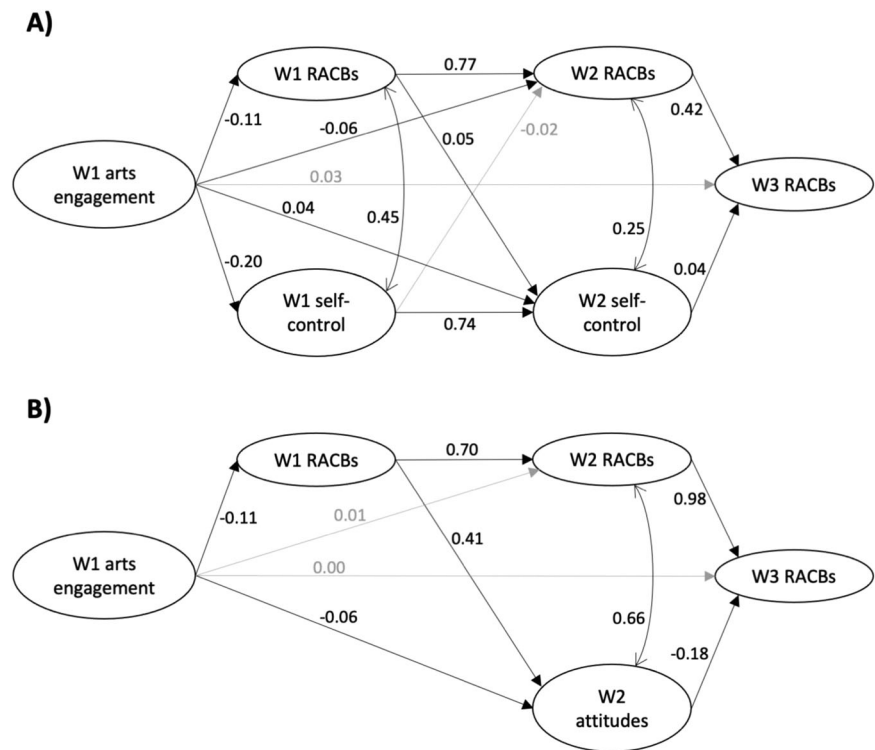 A)
W1 RACBs
0.77
W2 RACBs
-0.11
-0.06
0.05
-0.02
0.42
W1 arts
engagement
0.03
W3 RACBs
0.04
0.45
0.25
-0.20
0.04
W1 self-
control
0.74
W2 self-
control
B)
W1 RACBs
0.70
W2 RACBs
-0.11
0.01
0.41
0.98
W1 arts
engagement
0.00
W3 RACBs
-0.06
0.66
-0.18
W2
attitudes